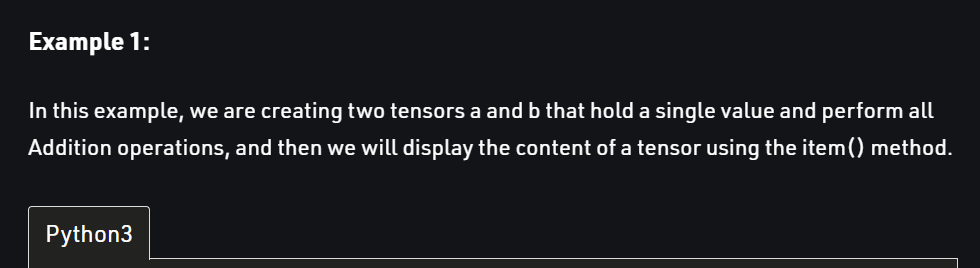 Example 1:
In this example, we are creating two tensors a and b that hold a single value and perform all
Addition operations, and then we will display the content of a tensor using the item() method.
Python3